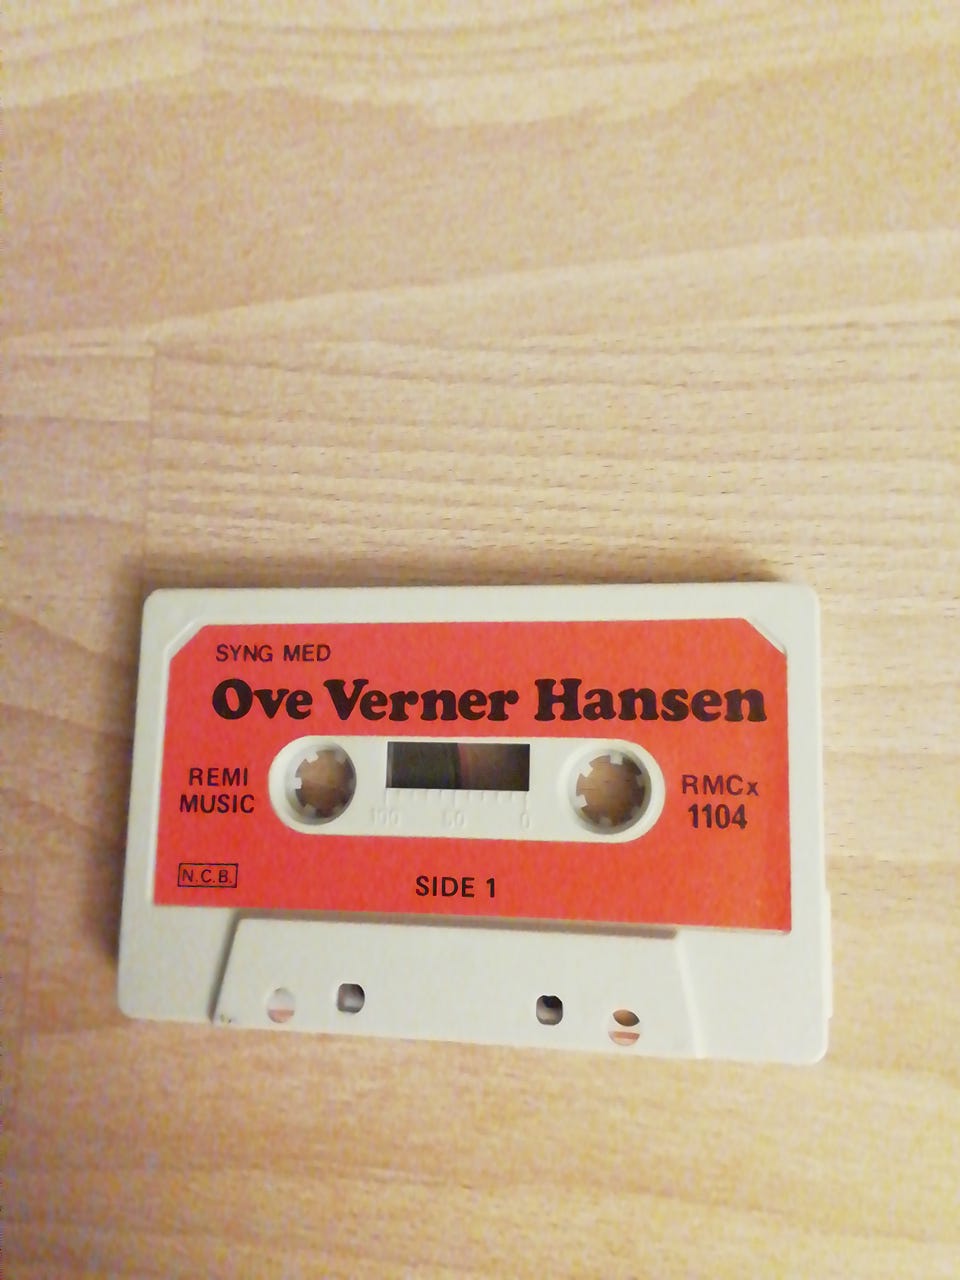 SYNG MED
Ove Verner Hansen
REMI
MUSIC
RMCx
1104
100 50 0
N.C.B.
SIDE 1